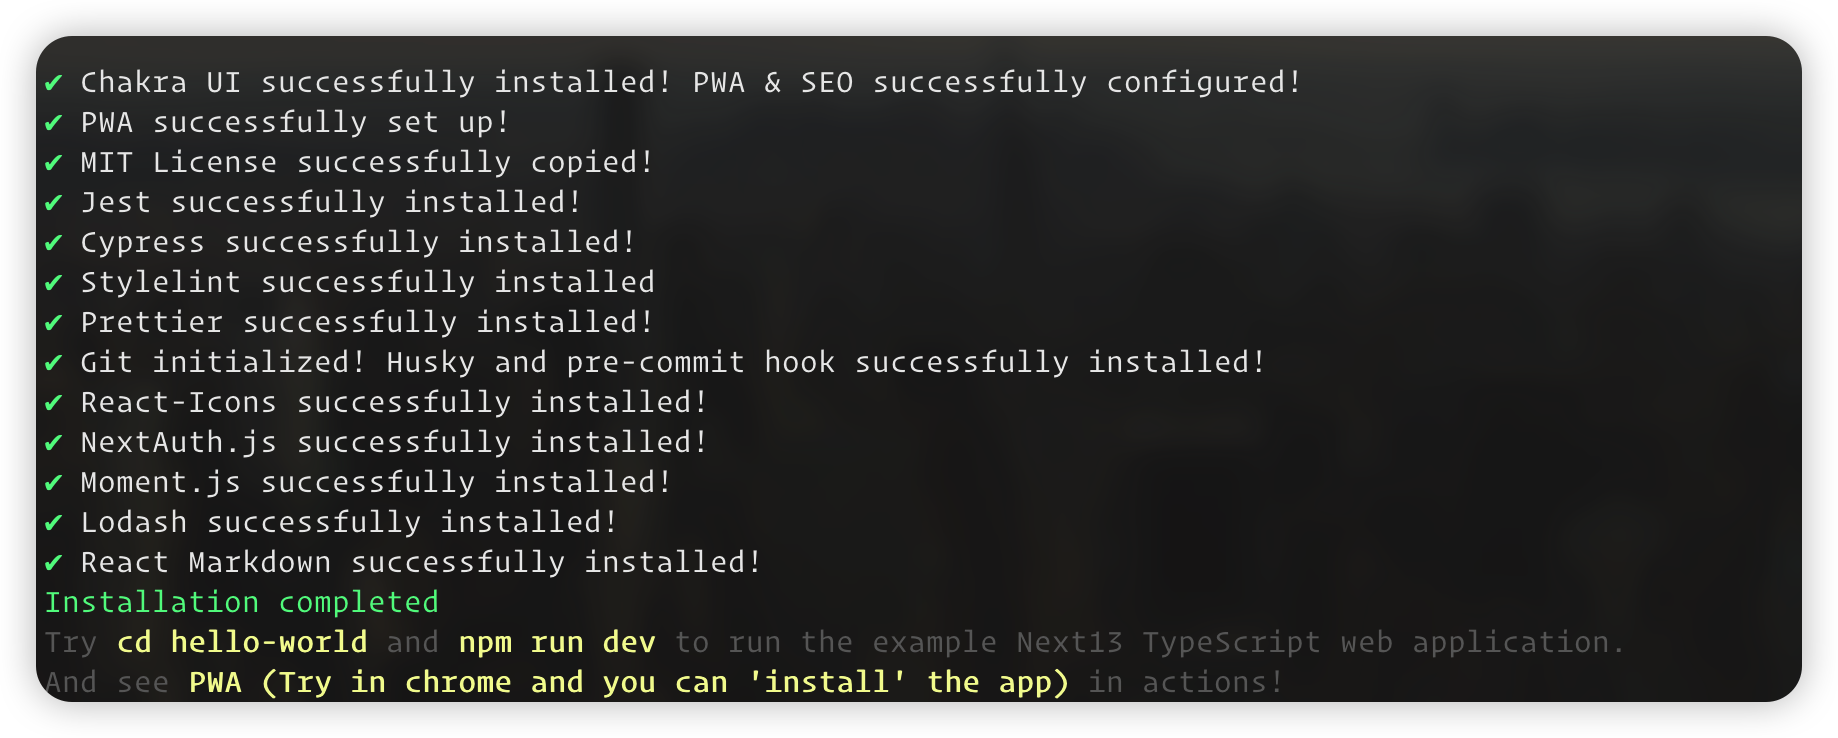 ✔ Chakra UI successfully installed! PWA & SEO successfully configured!
✔ PWA successfully set up!
✔ MIT License successfully copied!
✔ Jest successfully installed!
✔ Cypress successfully installed!
✔ Stylelint successfully installed
✔ Prettier successfully installed!
✔ Git initialized! Husky and pre-commit hook successfully installed!
✔ React-Icons successfully installed!
✔ NextAuth.js successfully installed!
✔ Moment.js successfully installed!
✔ Lodash successfully installed!
✔ React Markdown successfully installed!
Installation completed
Try cd hello-world and npm run dev to run the example Next13 TypeScript web application.
And see PWA (Try in chrome and you can 'install' the app) in actions!